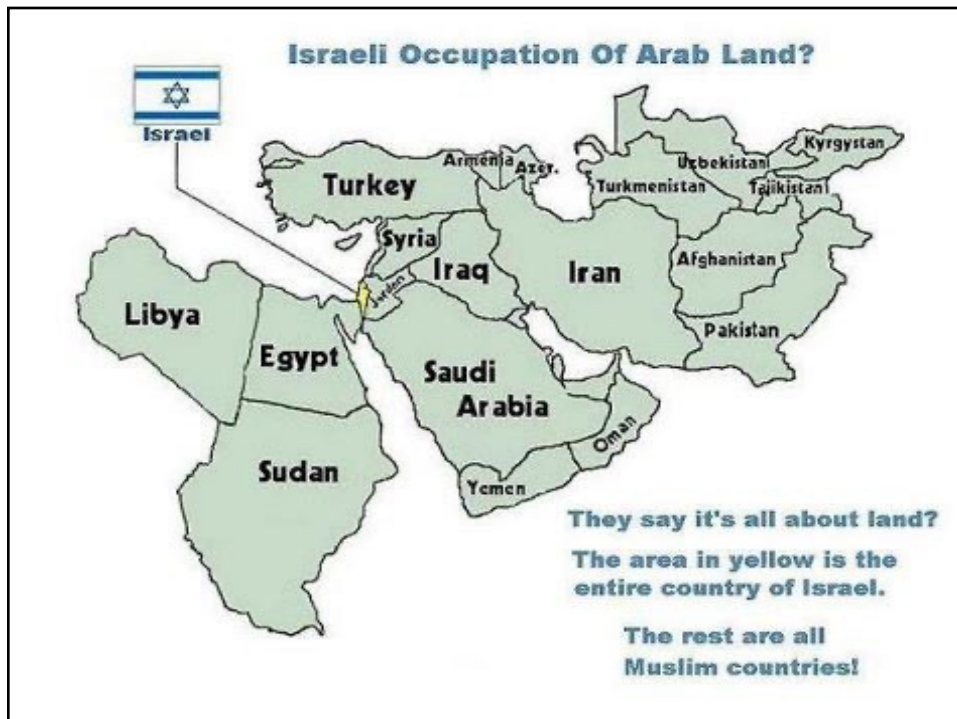 Israeli Occupation Of Arab Land?
Israel
Armenia
Azer.
Uzbekistan
Kyrgystan
Turkey
Turkmenistan
Tajikistan
Syria
Iraq
Iran
Afghanistan
Jordan
Libya
Egypt
Pakistan
Saudi
Arabia
Oman
Sudan
Yemen
They say it's all about land?
The area in yellow is the
entire country of Israel.
The rest are all
Muslim countries!